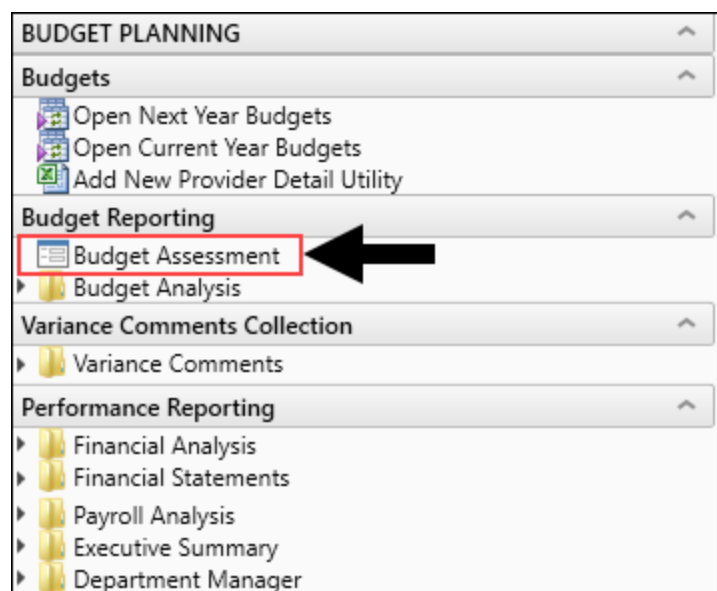 BUDGET PLANNING
Budgets
Open Next Year Budgets
Open Current Year Budgets
Add New Provider Detail Utility
Budget Reporting
Budget Assessment
Budget Analysis
Variance Comments Collection
Variance Comments
Performance Reporting
Financial Analysis
Financial Statements
Payroll Analysis
Executive Summary
Department Manager